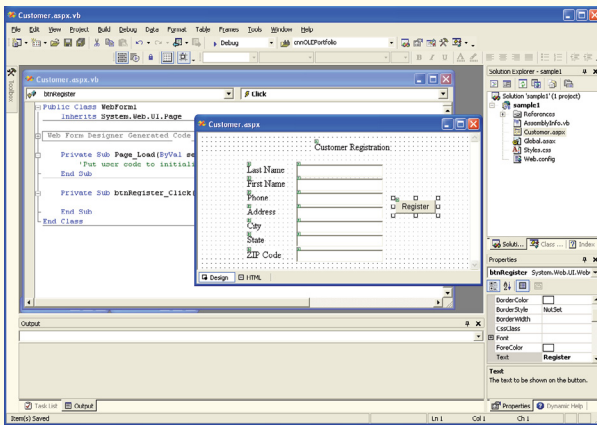 Customer.aspx.vb
File Edit View Project Build Debug Data Format Table Frames Tools Window Help
Debug cnnOLEPortfolio
Toolbox
Customer.aspx.vb
btnRegister Click
Public Class WebForm1
Inherits System.Web.UI.Page
Web Form Designer Generated Code
Private Sub Page_Load(ByVal se
'Put user code to initiali
End Sub
Private Sub btnRegister_Click(
End Sub
End Class
Customer.aspx
Customer Registration
Last Name
First Name
Phone
Address
City
State
ZIP Code
Register
Design HTML
Output
Task List Output
Item(s) Saved Ln 1 Col 1 Ch 1
Solution Explorer - sample1
Solution 'sample1' (1 project)
sample1
References
AssemblyInfo.vb
Customer.aspx
Global.asax
Styles.css
Web.config
Soluti... Class ... Index
Properties
btnRegister System.Web.UI.Web
BorderColor
BorderStyle NotSet
BorderWidth
CssClass
Font
ForeColor
Text Register
Text
The text to be shown on the button.
Properties Dynamic Help